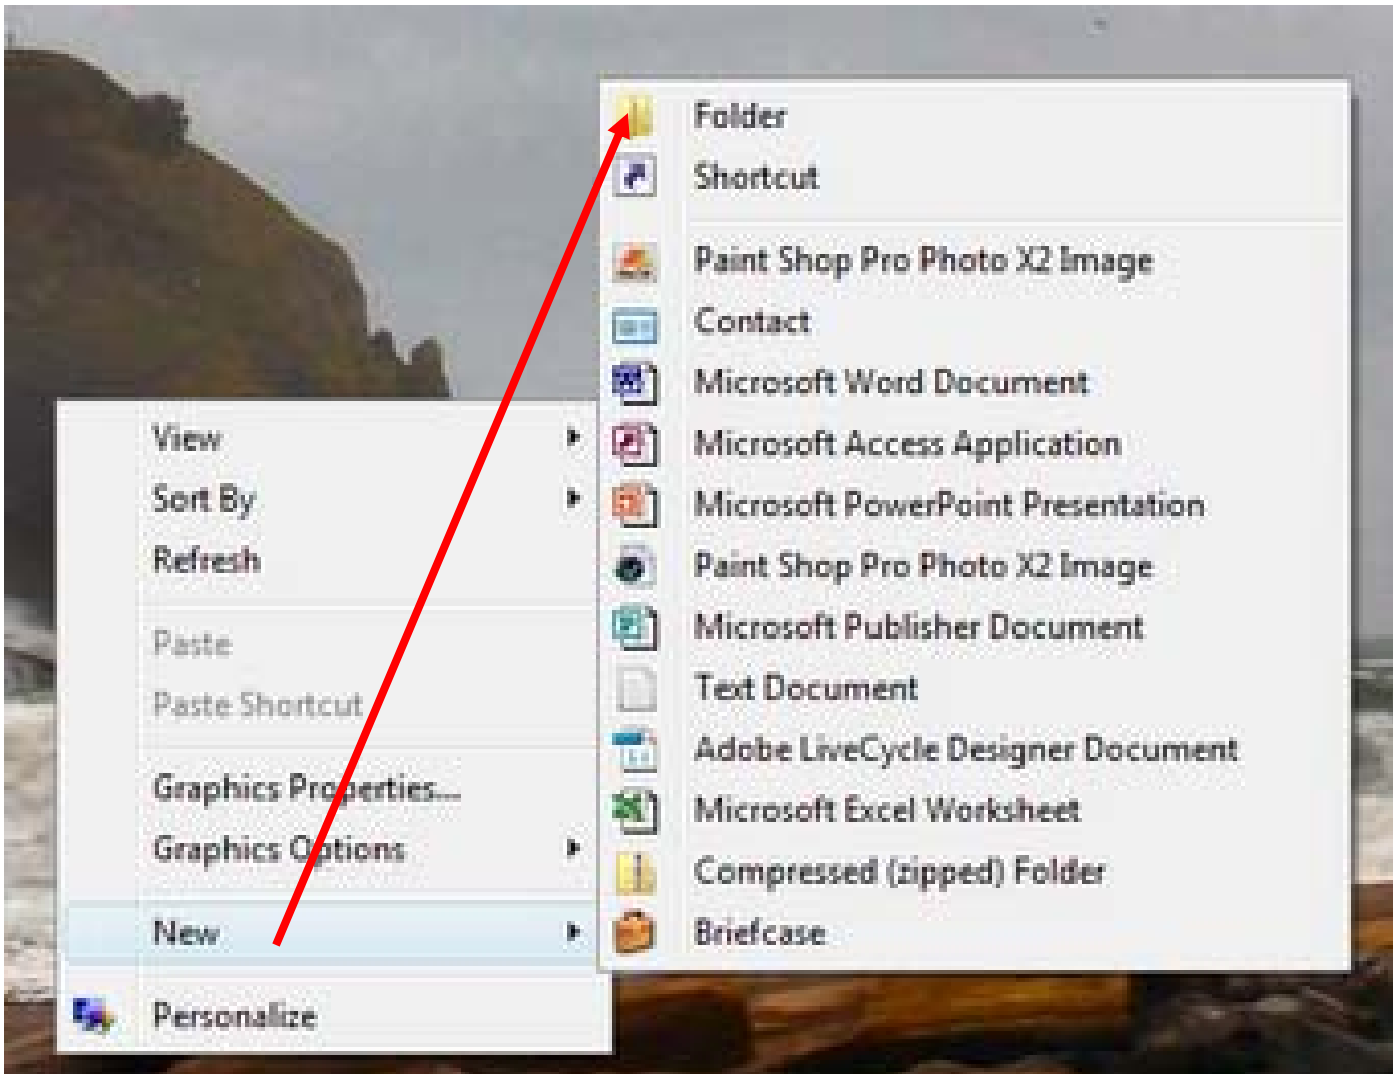 Folder
Shortcut
Paint Shop Pro Photo X2 Image
Contact
Microsoft Word Document
Microsoft Access Application
Microsoft PowerPoint Presentation
Paint Shop Pro Photo X2 Image
Microsoft Publisher Document
Text Document
Adobe LiveCycle Designer Document
Microsoft Excel Worksheet
Compressed (zipped) Folder
Briefcase
View
Sort By
Refresh
Paste
Paste Shortcut
Graphics Properties...
Graphics Options
New
Personalize